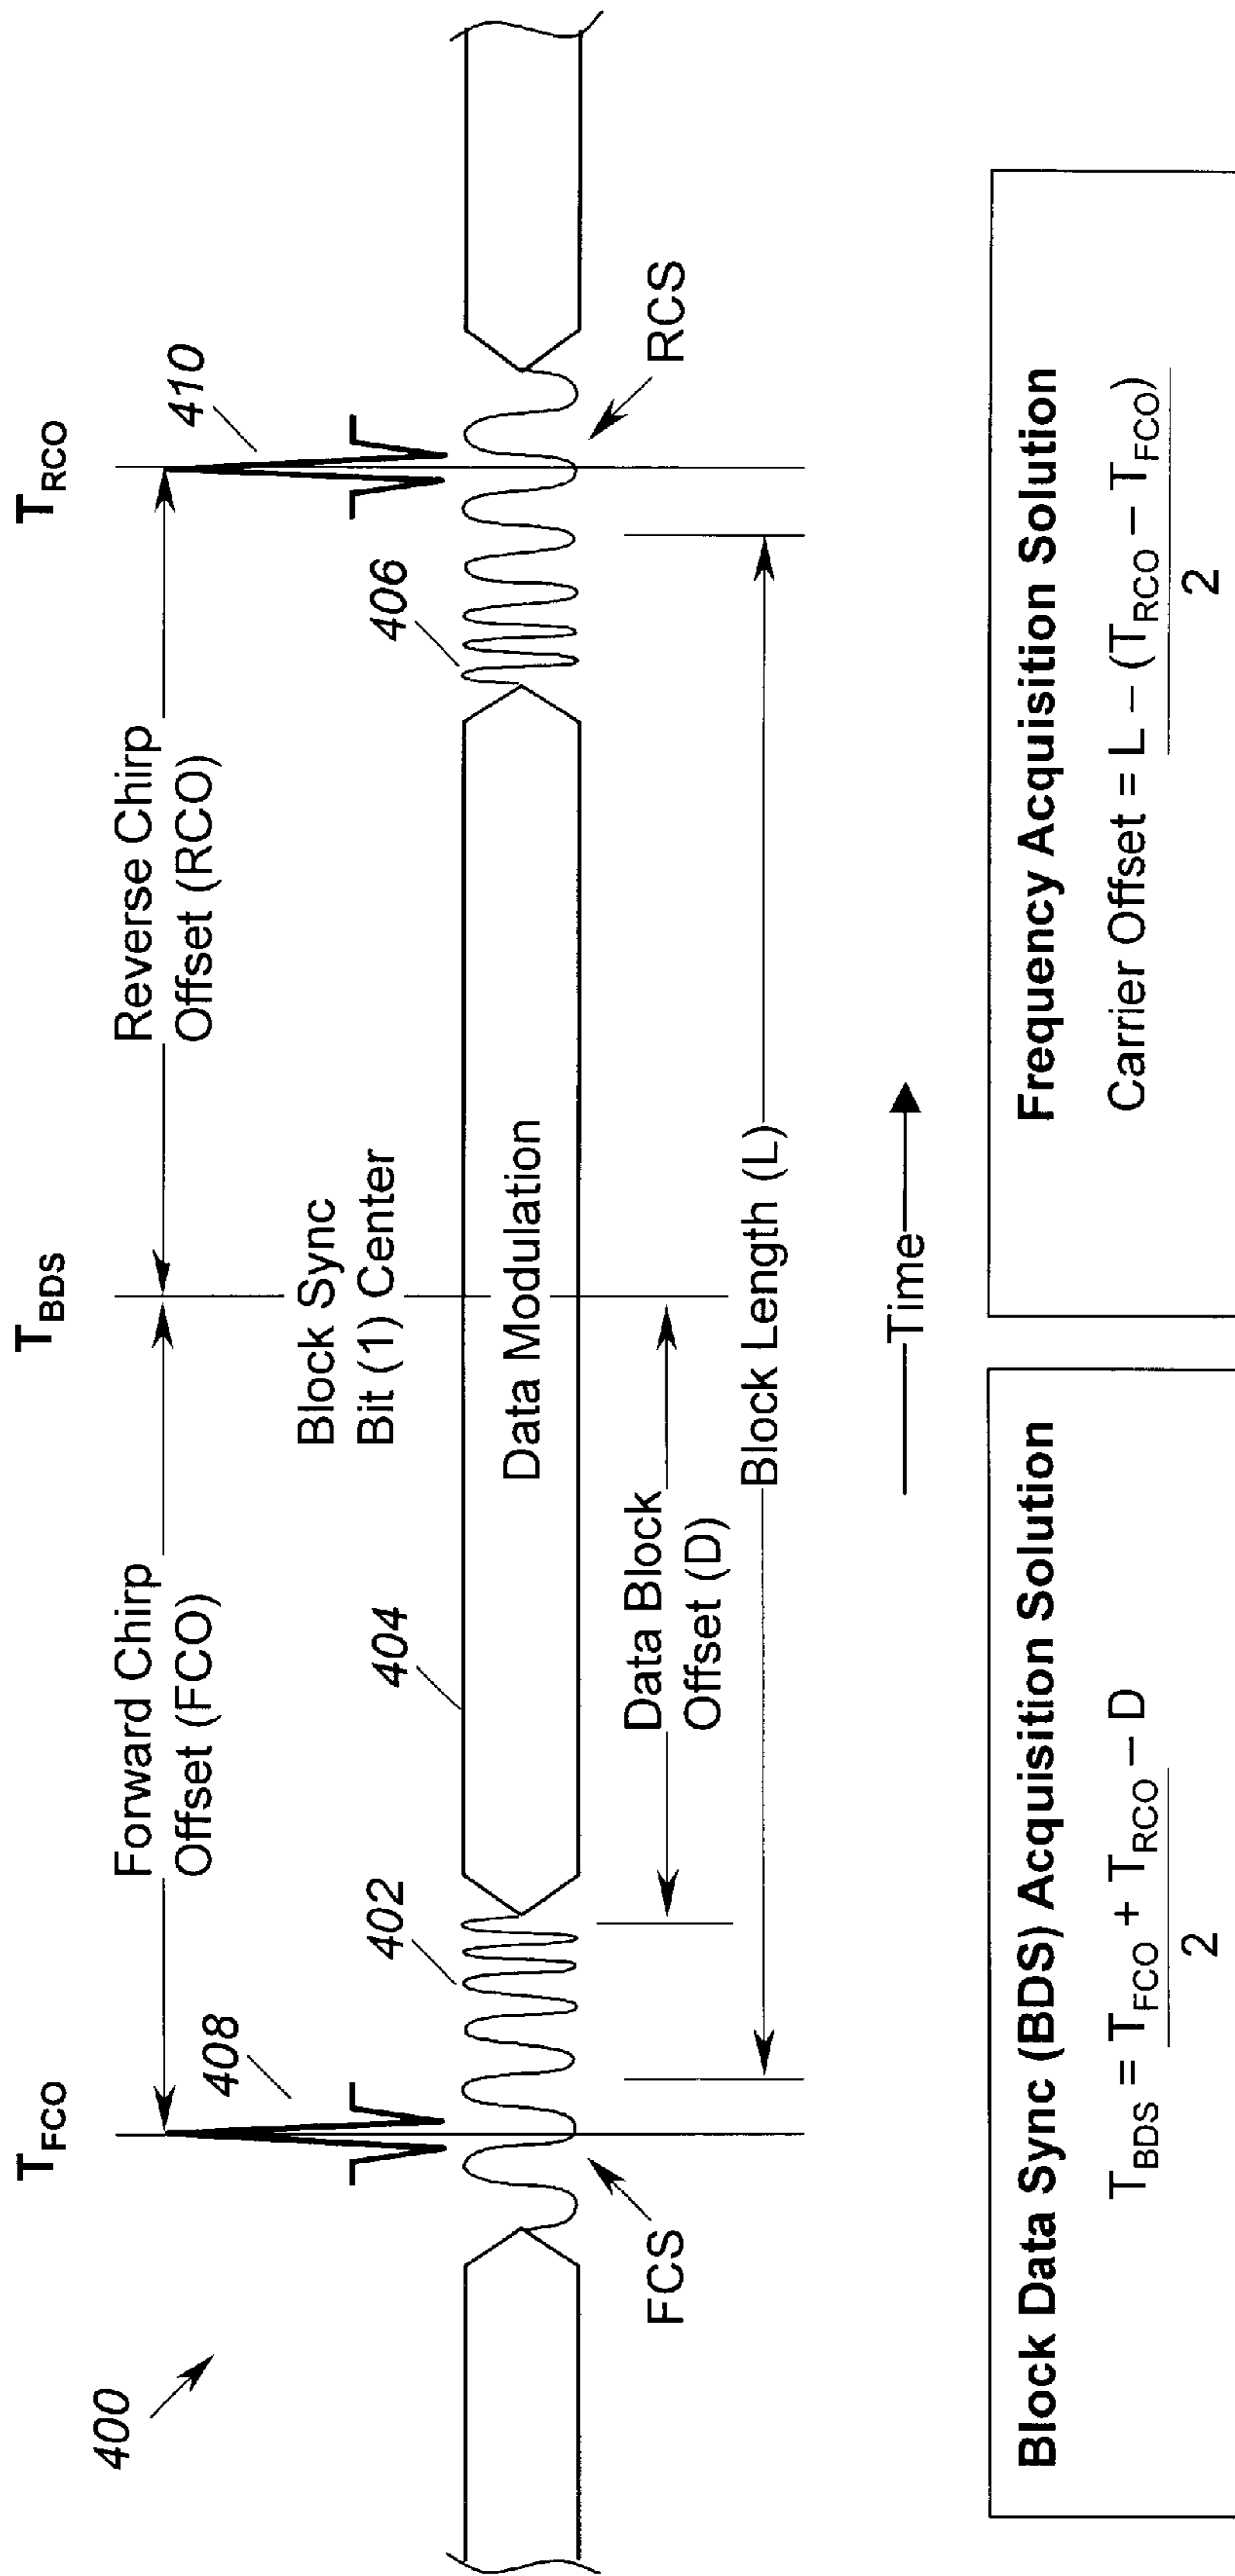 400
T_FCO
T_BDS
T_RCO
Forward Chirp
Offset (FCO)
Reverse Chirp
Offset (RCO)
408
410
Block Sync
Bit (1) Center
402
404
406
Data Modulation
FCS
RCS
Data Block
Offset (D)
Block Length (L)
Time
Block Data Sync (BDS) Acquisition Solution
T_BDS = T_FCO + T_RCO – D
2
Frequency Acquisition Solution
Carrier Offset = L – (T_RCO – T_FCO)
2